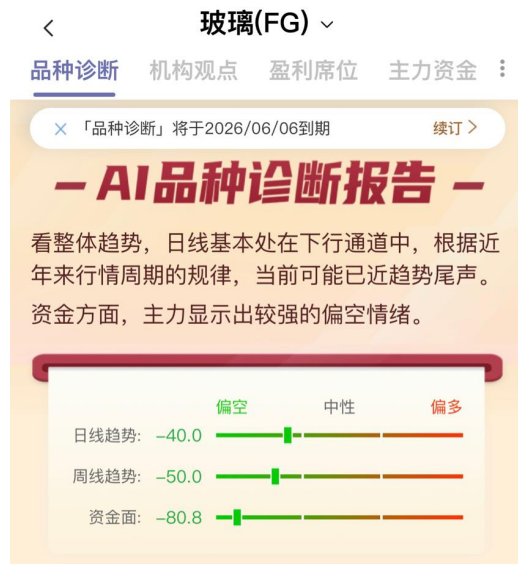 玻璃(FG)
品种诊断 机构观点 盈利席位 主力资金
「品种诊断」将于2026/06/06到期 续订
AI品种诊断报告
看整体趋势，日线基本处在下行通道中，根据近
年来行情周期的规律，当前可能已近趋势尾声。
资金方面，主力显示出较强的偏空情绪。
偏空 中性 偏多
日线趋势: -40.0
周线趋势: -50.0
资金面: -80.8